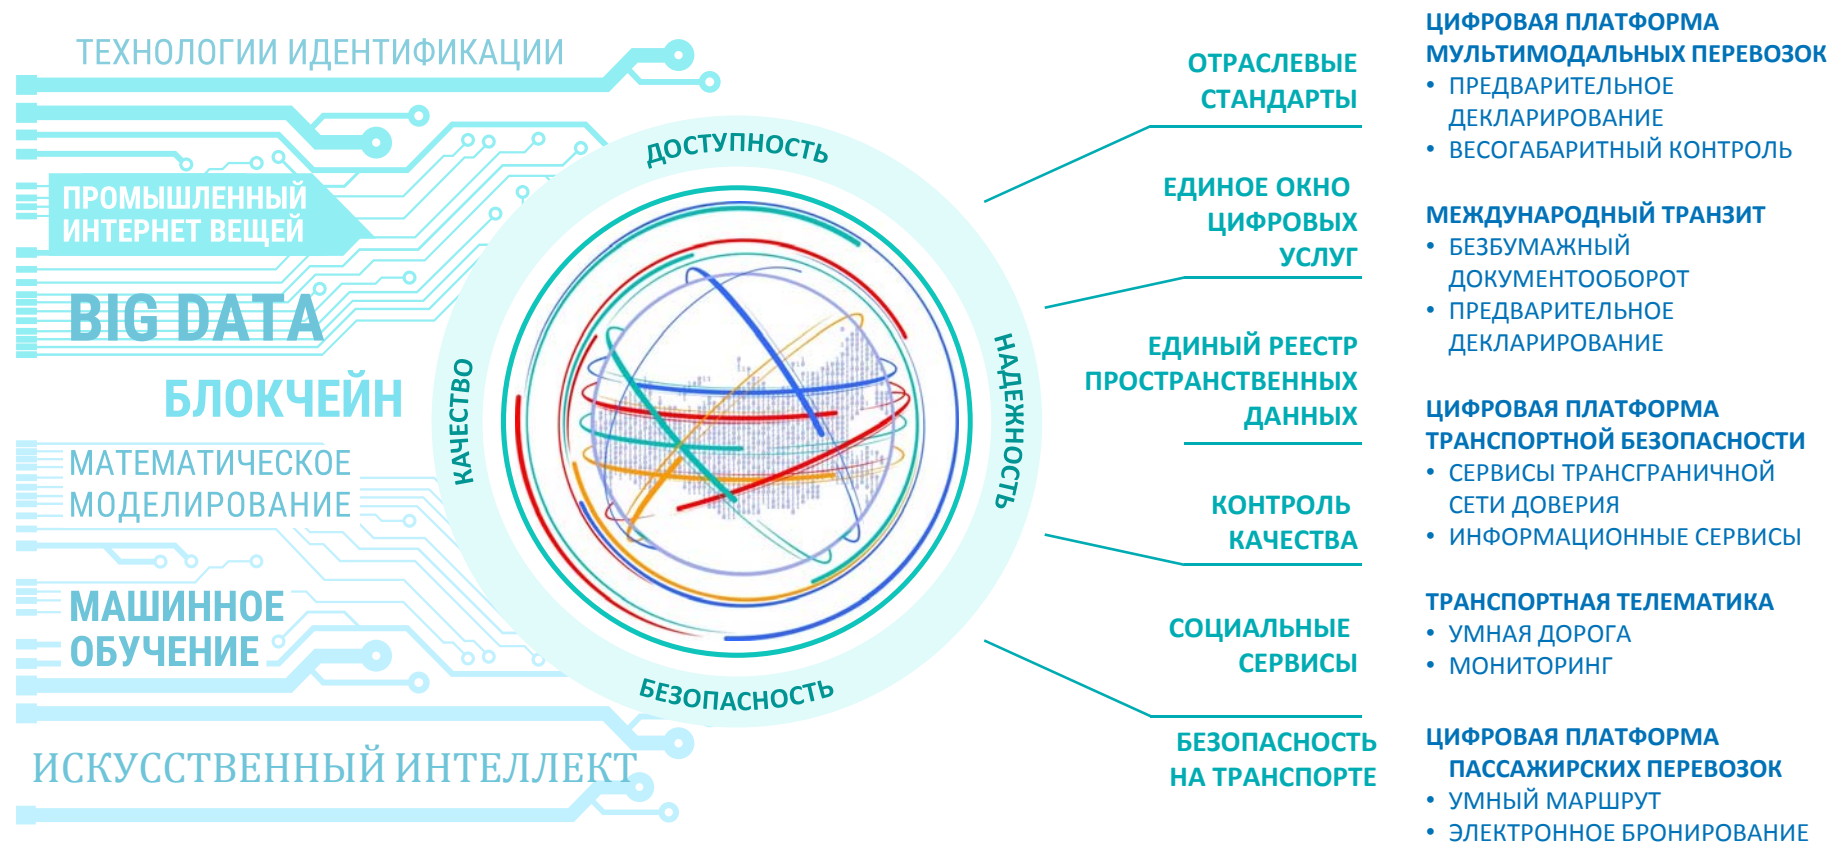 ТЕХНОЛОГИИ ИДЕНТИФИКАЦИИ
ПРОМЫШЛЕННЫЙ
ИНТЕРНЕТ ВЕЩЕЙ
BIG DATA
БЛОКЧЕЙН
МАТЕМАТИЧЕСКОЕ
МОДЕЛИРОВАНИЕ
МАШИННОЕ
ОБУЧЕНИЕ
ИСКУССТВЕННЫЙ ИНТЕЛЛЕКТ
ДОСТУПНОСТЬ
КАЧЕСТВО
НАДЕЖНОСТЬ
БЕЗОПАСНОСТЬ
ОТРАСЛЕВЫЕ
СТАНДАРТЫ
ЕДИНОЕ ОКНО
ЦИФРОВЫХ
УСЛУГ
ЕДИНЫЙ РЕЕСТР
ПРОСТРАНСТВЕННЫХ
ДАННЫХ
КОНТРОЛЬ
КАЧЕСТВА
СОЦИАЛЬНЫЕ
СЕРВИСЫ
БЕЗОПАСНОСТЬ
НА ТРАНСПОРТЕ
ЦИФРОВАЯ ПЛАТФОРМА
МУЛЬТИМОДАЛЬНЫХ ПЕРЕВОЗОК
• ПРЕДВАРИТЕЛЬНОЕ
ДЕКЛАРИРОВАНИЕ
• ВЕСОГАБАРИТНЫЙ КОНТРОЛЬ
МЕЖДУНАРОДНЫЙ ТРАНЗИТ
• БЕЗБУМАЖНЫЙ
ДОКУМЕНТООБОРОТ
• ПРЕДВАРИТЕЛЬНОЕ
ДЕКЛАРИРОВАНИЕ
ЦИФРОВАЯ ПЛАТФОРМА
ТРАНСПОРТНОЙ БЕЗОПАСНОСТИ
• СЕРВИСЫ ТРАНСГРАНИЧНОЙ
СЕТИ ДОВЕРИЯ
• ИНФОРМАЦИОННЫЕ СЕРВИСЫ
ТРАНСПОРТНАЯ ТЕЛЕМАТИКА
• УМНАЯ ДОРОГА
• МОНИТОРИНГ
ЦИФРОВАЯ ПЛАТФОРМА
ПАССАЖИРСКИХ ПЕРЕВОЗОК
• УМНЫЙ МАРШРУТ
• ЭЛЕКТРОННОЕ БРОНИРОВАНИЕ